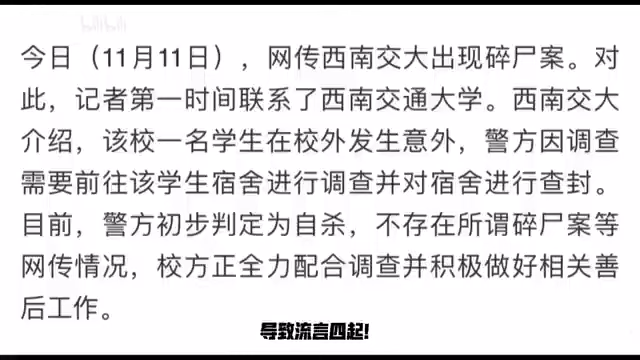 bilibili
今日（11月11日），网传西南交大出现碎尸案。对
此，记者第一时间联系了西南交通大学。西南交大
介绍，该校一名学生在校外发生意外，警方因调查
需要前往该学生宿舍进行调查并对宿舍进行查封。
目前，警方初步判定为自杀，不存在所谓碎尸案等
网传情况，校方正全力配合调查并积极做好相关善
后工作。
导致流言四起!